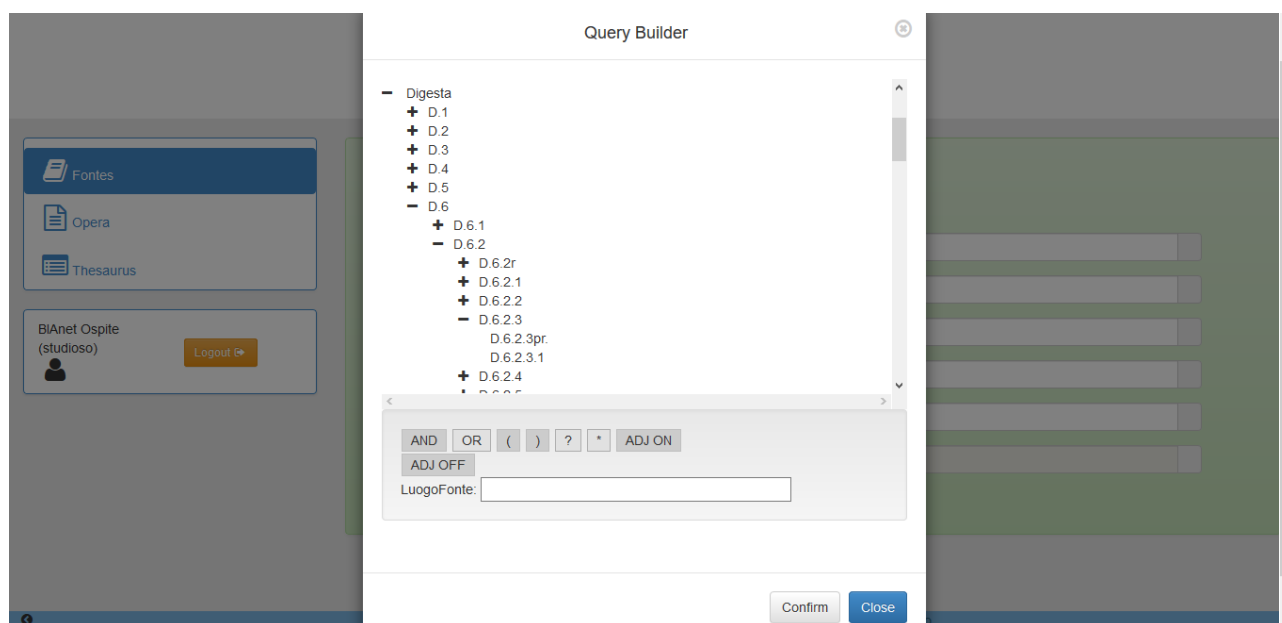 Query Builder
Digesta
D.1
D.2
D.3
D.4
D.5
D.6
D.6.1
D.6.2
D.6.2r
D.6.2.1
D.6.2.2
D.6.2.3
D.6.2.3pr.
D.6.2.3.1
D.6.2.4
AND OR ( ) ? * ADJ ON
ADJ OFF
LuogoFonte:
Confirm Close
Fontes
Opera
Thesaurus
BIAnet Ospite
(studioso)
Logout